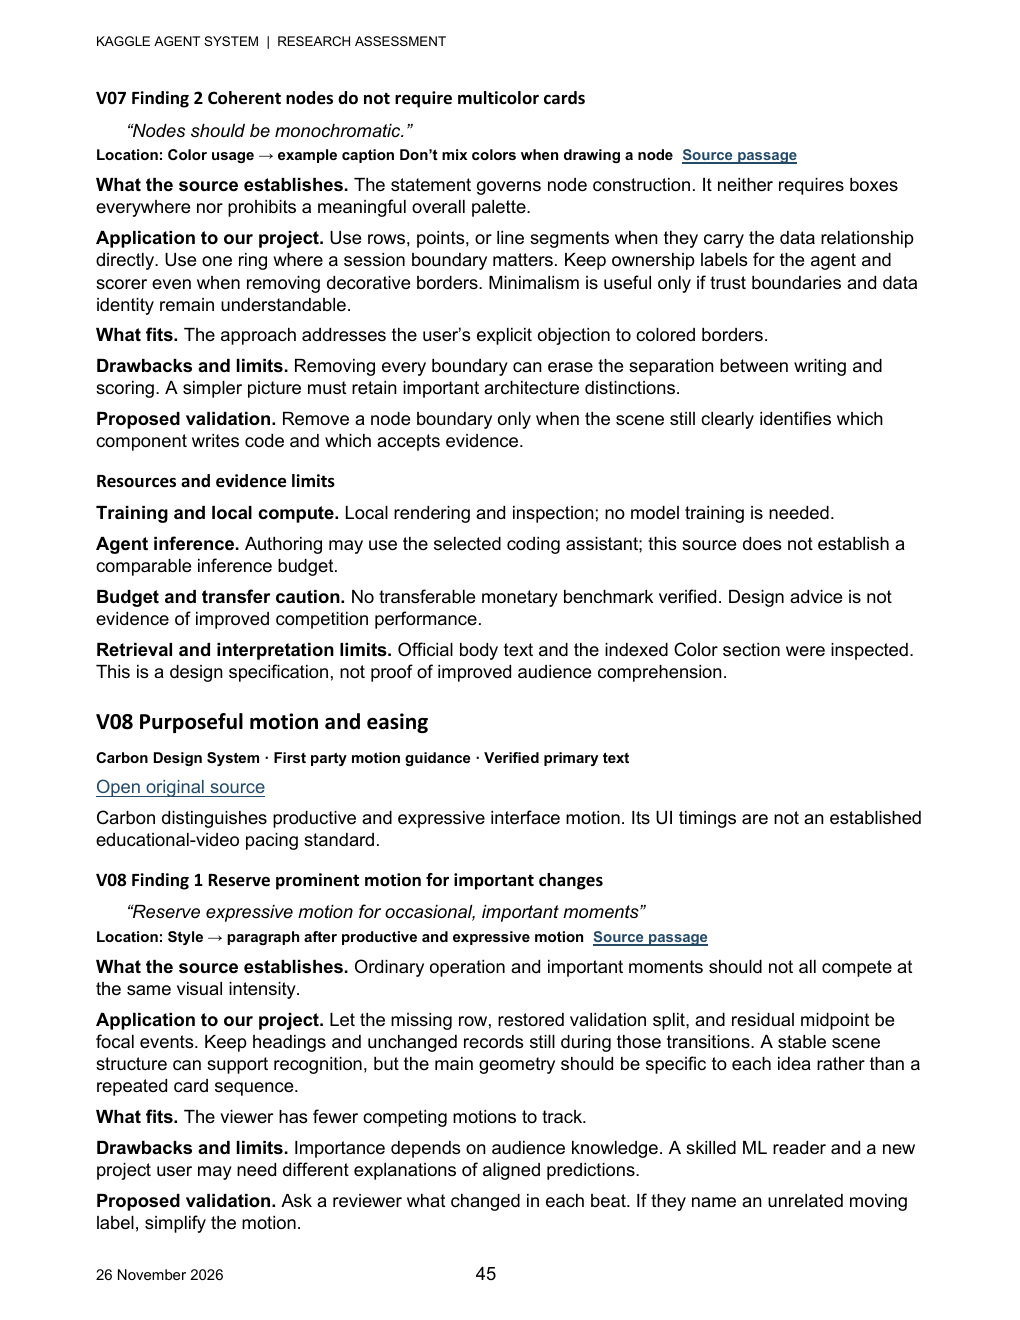 KAGGLE AGENT SYSTEM | RESEARCH ASSESSMENT
V07 Finding 2 Coherent nodes do not require multicolor cards
“Nodes should be monochromatic.”
Location: Color usage → example caption Don’t mix colors when drawing a node Source passage
What the source establishes. The statement governs node construction. It neither requires boxes
everywhere nor prohibits a meaningful overall palette.
Application to our project. Use rows, points, or line segments when they carry the data relationship
directly. Use one ring where a session boundary matters. Keep ownership labels for the agent and
scorer even when removing decorative borders. Minimalism is useful only if trust boundaries and data
identity remain understandable.
What fits. The approach addresses the user’s explicit objection to colored borders.
Drawbacks and limits. Removing every boundary can erase the separation between writing and
scoring. A simpler picture must retain important architecture distinctions.
Proposed validation. Remove a node boundary only when the scene still clearly identifies which
component writes code and which accepts evidence.
Resources and evidence limits
Training and local compute. Local rendering and inspection; no model training is needed.
Agent inference. Authoring may use the selected coding assistant; this source does not establish a
comparable inference budget.
Budget and transfer caution. No transferable monetary benchmark verified. Design advice is not
evidence of improved competition performance.
Retrieval and interpretation limits. Official body text and the indexed Color section were inspected.
This is a design specification, not proof of improved audience comprehension.
V08 Purposeful motion and easing
Carbon Design System · First party motion guidance · Verified primary text
Open original source
Carbon distinguishes productive and expressive interface motion. Its UI timings are not an established
educational-video pacing standard.
V08 Finding 1 Reserve prominent motion for important changes
“Reserve expressive motion for occasional, important moments”
Location: Style → paragraph after productive and expressive motion Source passage
What the source establishes. Ordinary operation and important moments should not all compete at
the same visual intensity.
Application to our project. Let the missing row, restored validation split, and residual midpoint be
focal events. Keep headings and unchanged records still during those transitions. A stable scene
structure can support recognition, but the main geometry should be specific to each idea rather than a
repeated card sequence.
What fits. The viewer has fewer competing motions to track.
Drawbacks and limits. Importance depends on audience knowledge. A skilled ML reader and a new
project user may need different explanations of aligned predictions.
Proposed validation. Ask a reviewer what changed in each beat. If they name an unrelated moving
label, simplify the motion.
26 November 2026 45